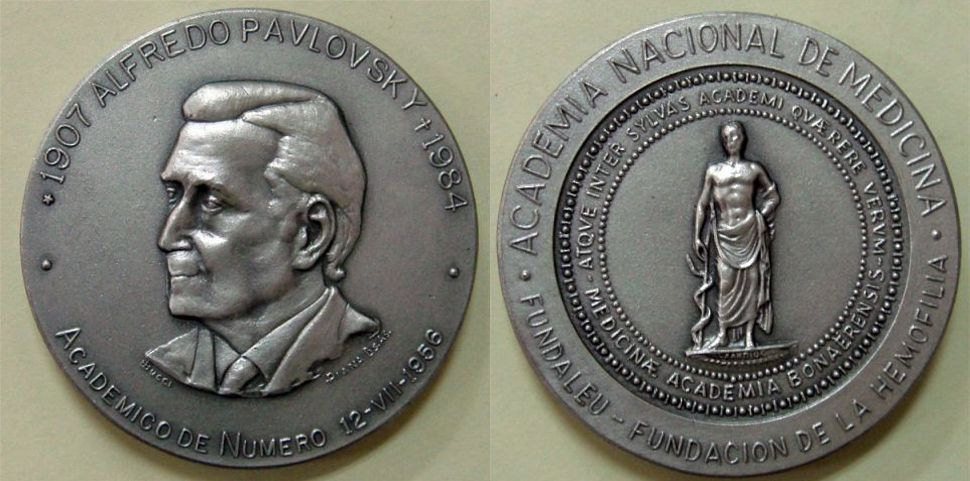 * 1907 ALFREDO PAVLOVSKY + 1984
ACADEMICO DE NUMERO 12-VII-1956
· ACADEMIA NACIONAL DE MEDICINA ·
FUNDALEU - FUNDACION DE LA HEMOFILIA
- ATQVE INTER SYLVAS ACADEMI QVÆRERE VERVM -
MEDICINÆ ACADEMIA BONAERENSIS